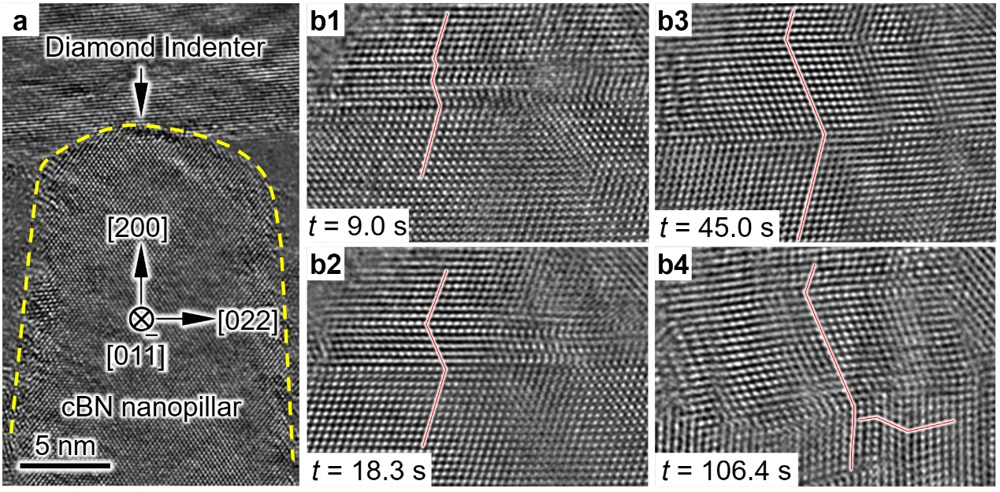 a
Diamond Indenter
[200]
[022]
[011̄]
cBN nanopillar
5 nm
b1
t = 9.0 s
b2
t = 18.3 s
b3
t = 45.0 s
b4
t = 106.4 s